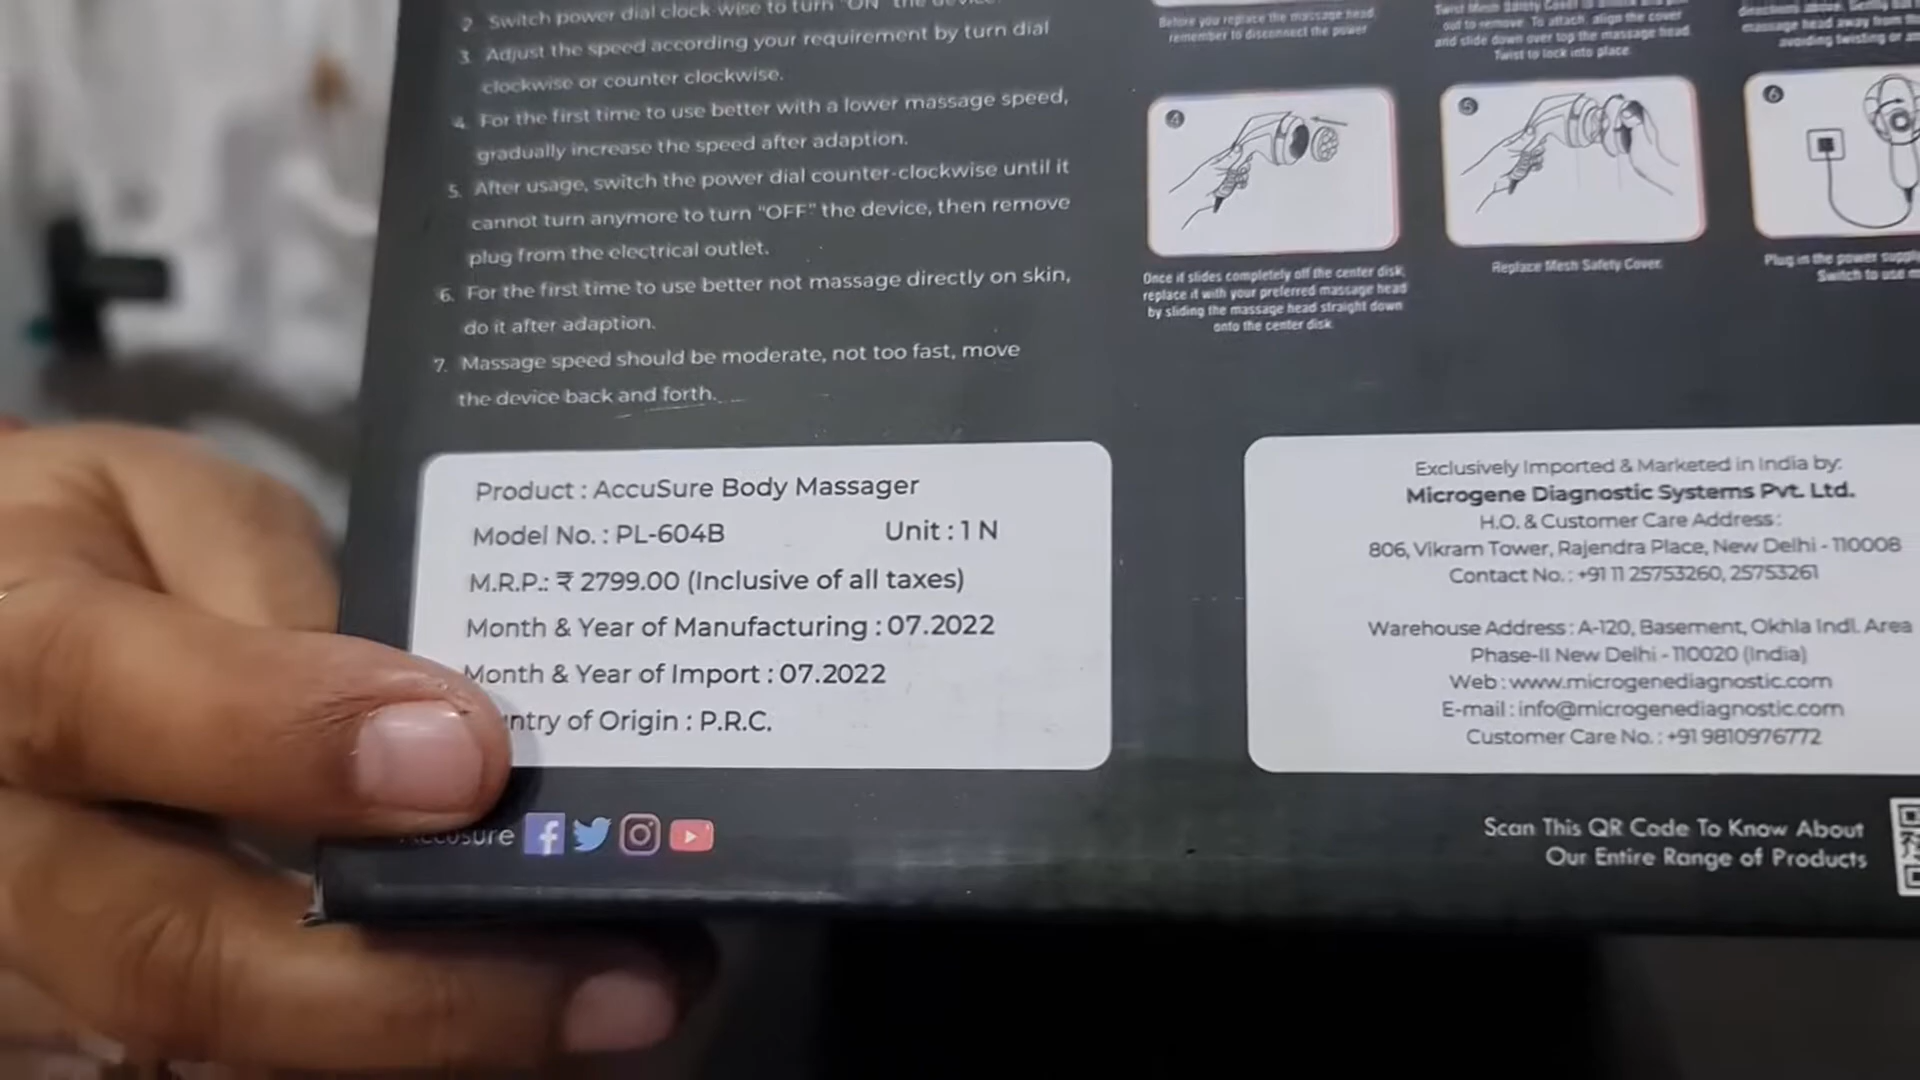 2. Switch power dial clock wise to turn "ON" the device.
3. Adjust the speed according your requirement by turn dial
clockwise or counter clockwise.
4. For the first time to use better with a lower massage speed,
gradually increase the speed after adaption.
5. After usage, switch the power dial counter-clockwise until it
cannot turn anymore to turn "OFF" the device, then remove
plug from the electrical outlet.
6. For the first time to use better not massage directly on skin,
do it after adaption.
7. Massage speed should be moderate, not too fast, move
the device back and forth.
Before you replace the massage head,
remember to disconnect the power
Twist Mesh Safety Cover
out to remove. To attach, align the cover
and slide down over top the massage head.
Twist to lock into place.
massage head away from
avoiding twisting or
4
5
6
Once it slides completely off the center disk,
replace it with your preferred massage head
by sliding the massage head straight down
onto the center disk.
Replace Mesh Safety Cover.
Plug in the power
Switch to use
Product : AccuSure Body Massager
Model No. : PL-604B Unit : 1 N
M.R.P.: ₹ 2799.00 (Inclusive of all taxes)
Month & Year of Manufacturing : 07.2022
Month & Year of Import : 07.2022
ntry of Origin : P.R.C.
Exclusively Imported & Marketed in India by:
Microgene Diagnostic Systems Pvt. Ltd.
H.O. & Customer Care Address :
806, Vikram Tower, Rajendra Place, New Delhi - 110008
Contact No. : +91 11 25753260, 25753261
Warehouse Address : A-120, Basement, Okhla Indl. Area
Phase-II New Delhi - 110020 (India)
Web : www.microgenediagnostic.com
E-mail : info@microgenediagnostic.com
Customer Care No. : +91 9810976772
Accusure
Scan This QR Code To Know About
Our Entire Range of Products